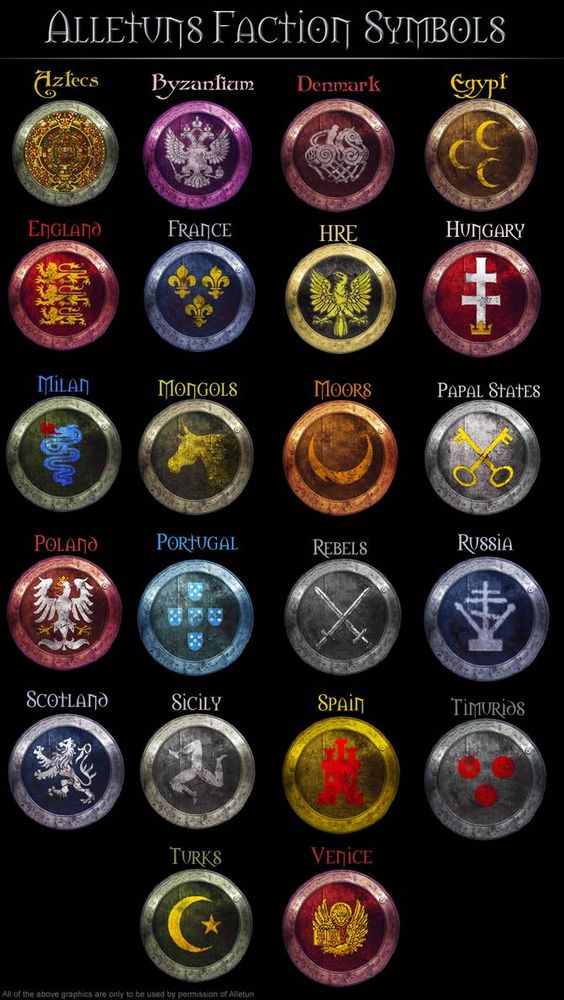 Alletuns Faction Symbols
Aztecs Byzantium Denmark Egypt
England France HRE Hungary
Milan Mongols Moors Papal States
Poland Portugal Rebels Russia
Scotland Sicily Spain Timurids
Turks Venice
All of the above graphics are only to be used by permission of Alletun